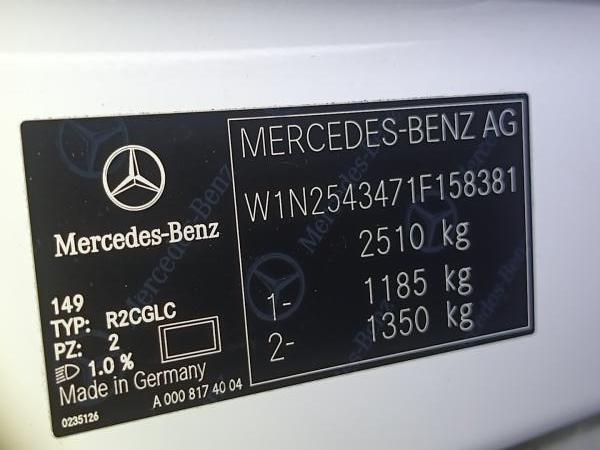 Mercedes-Benz
149
TYP: R2CGLC
PZ: 2
1.0 %
Made in Germany
0235126
A 000 817 40 04
MERCEDES-BENZ AG
W1N2543471F158381
2510 kg
1- 1185 kg
2- 1350 kg